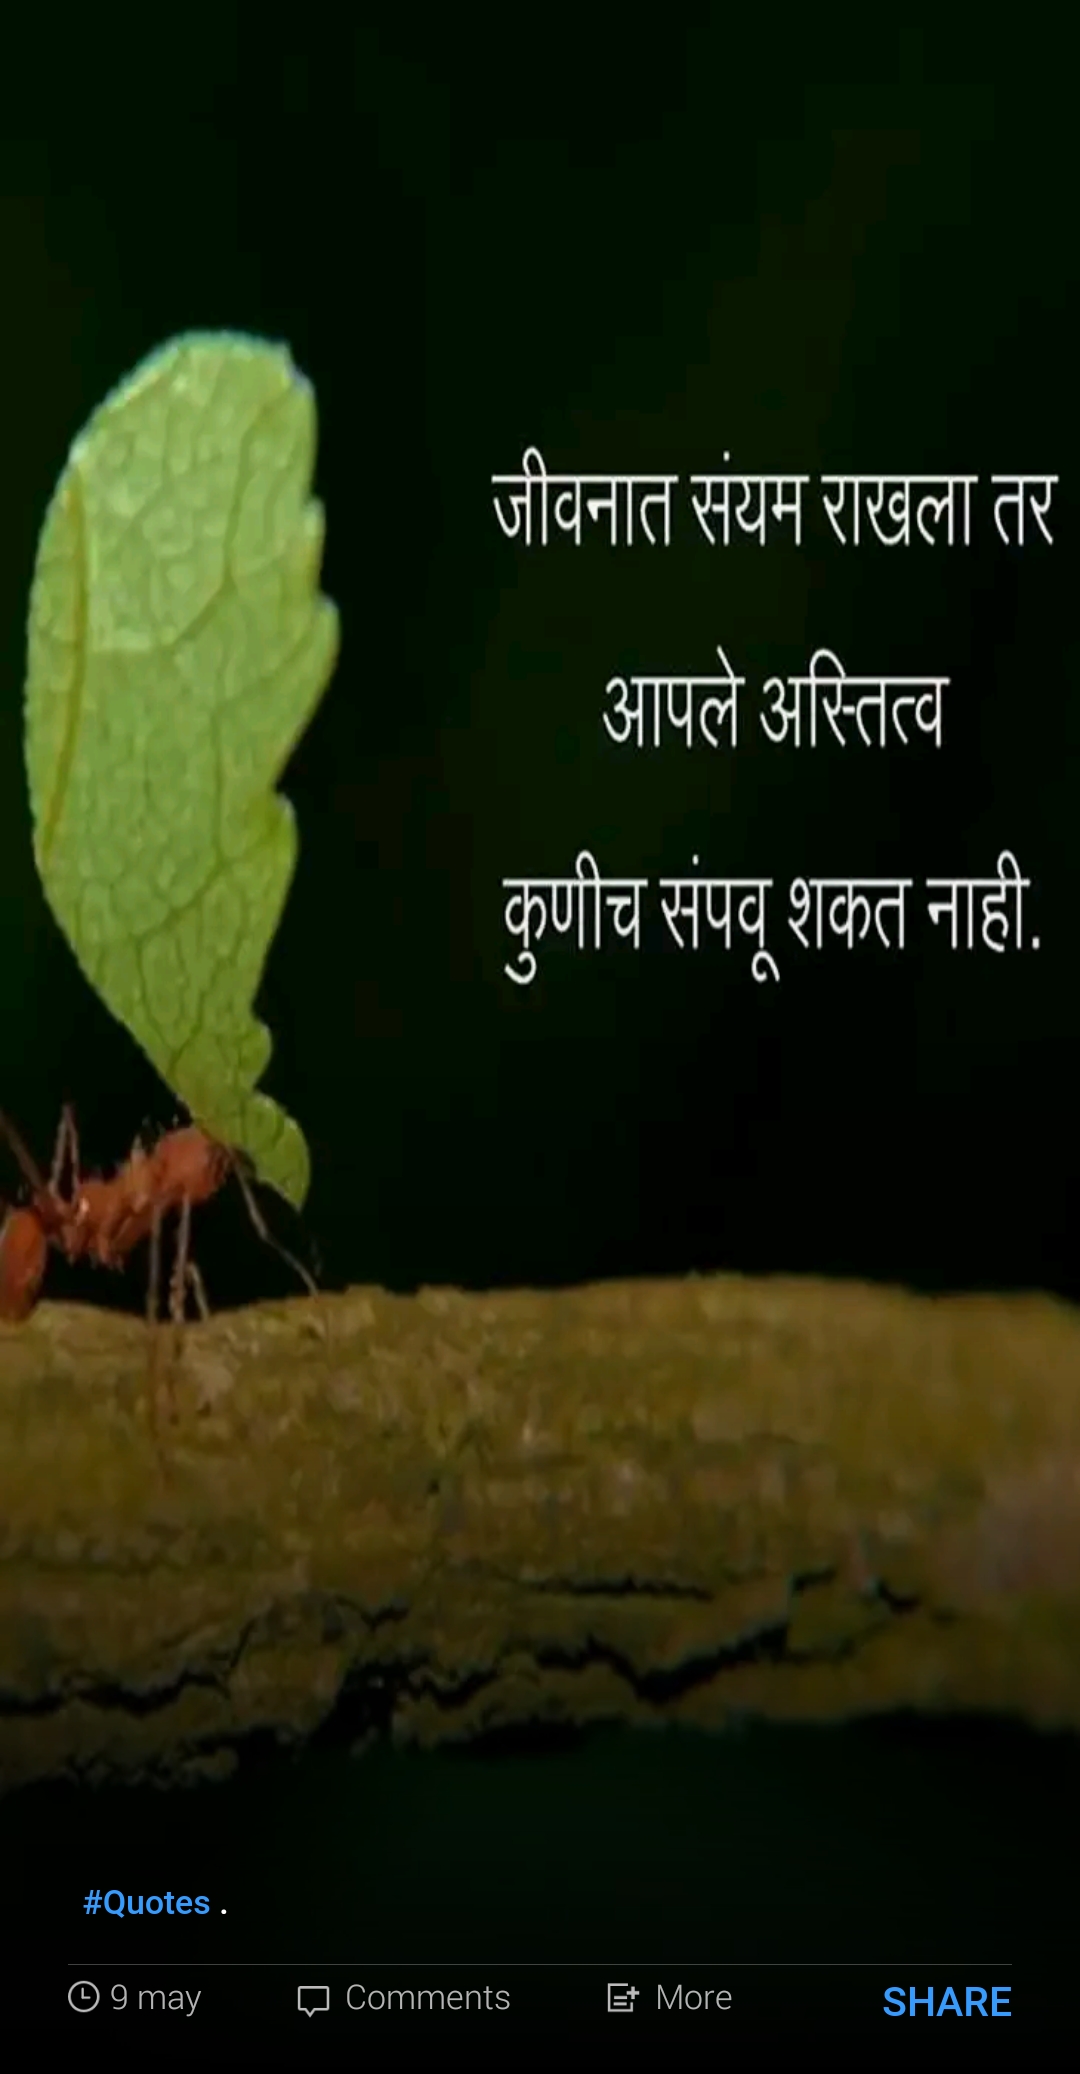 जीवनात संयम राखला तर
आपले अस्तित्व
कुणीच संपवू शकत नाही.
#Quotes .
9 may Comments More SHARE